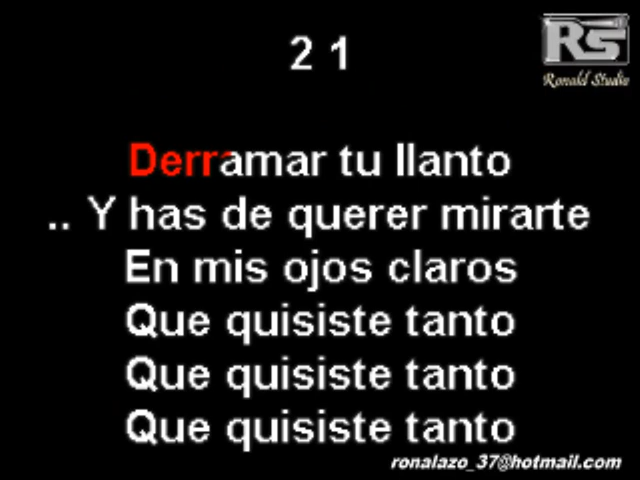 2 1
RS
Ronald Studio
Derramar tu llanto
.. Y has de querer mirarte
En mis ojos claros
Que quisiste tanto
Que quisiste tanto
Que quisiste tanto
ronalazo_37@hotmail.com